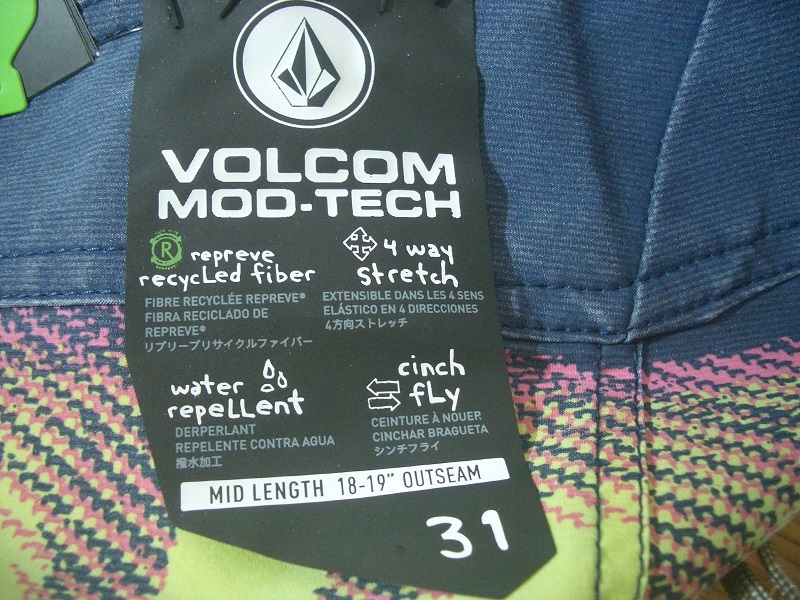 VOLCOM
MOD-TECH
R repreve
recycLed fiber
FIBRE RECYCLÉE REPREVE®
FIBRA RECICLADO DE
REPREVE®
リプリーブリサイクルファイバー
4 way
stretch
EXTENSIBLE DANS LES 4 SENS
ELÁSTICO EN 4 DIRECCIONES
4方向ストレッチ
water
repeLLent
DERPERLANT
REPELENTE CONTRA AGUA
撥水加工
cinch
fLy
CEINTURE À NOUER
CINCHAR BRAGUETA
シンチフライ
MID LENGTH 18-19" OUTSEAM
31